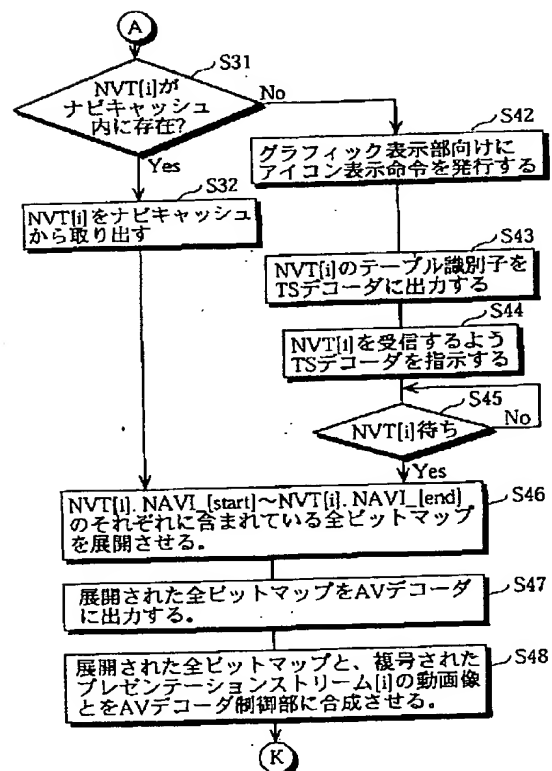 A
S31
NVT[i]が
ナビキャッシュ
内に存在?
No
Yes
S32
NVT[i]をナビキャッシュ
から取り出す
S42
グラフィック表示部向けに
アイコン表示命令を発行する
S43
NVT[i]のテーブル識別子を
TSデコーダに出力する
S44
NVT[i]を受信するよう
TSデコーダを指示する
S45
NVT[i]待ち
No
Yes
S46
NVT[i]. NAVI_[start]～NVT[i]. NAVI_[end]
のそれぞれに含まれている全ビットマップ
を展開させる。
S47
展開された全ビットマップをAVデコーダ
に出力する。
S48
展開された全ビットマップと、複号された
プレゼンテーションストリーム[i]の動画像
とをAVデコーダ制御部に合成させる。
K